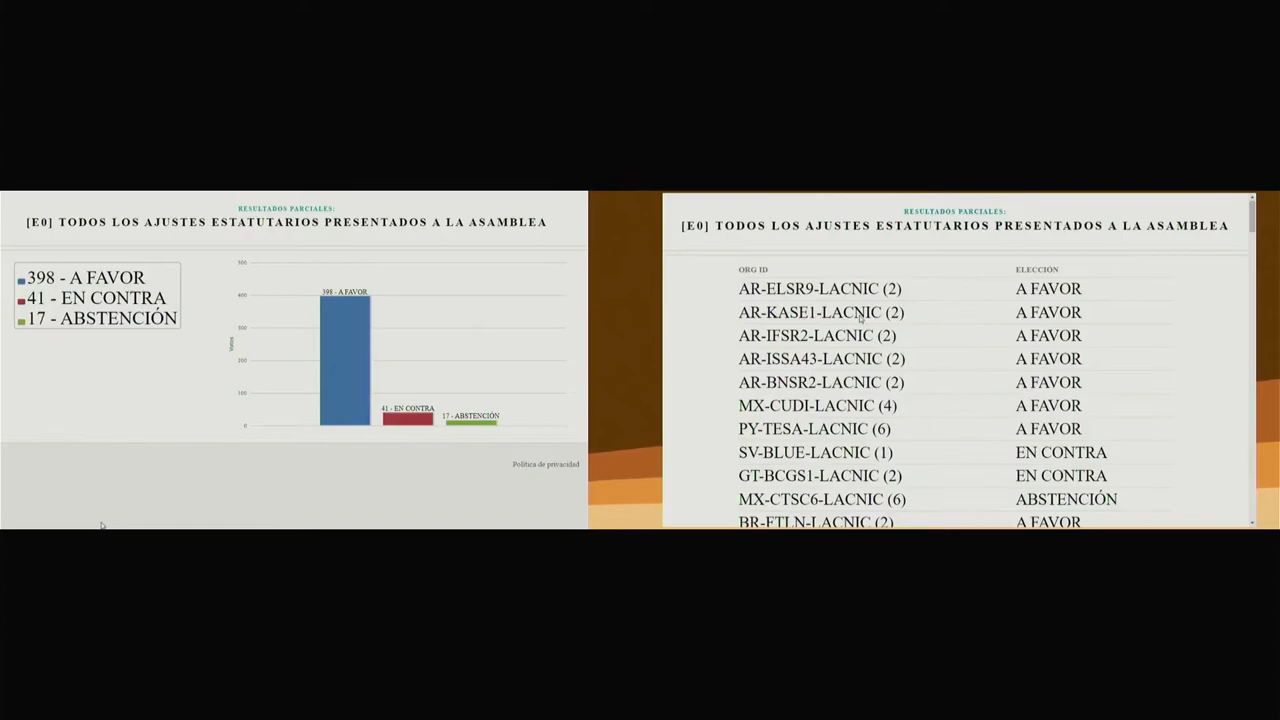 RESULTADOS PARCIALES:
[E0] TODOS LOS AJUSTES ESTATUTARIOS PRESENTADOS A LA ASAMBLEA
398 - A FAVOR
41 - EN CONTRA
17 - ABSTENCIÓN
500
400
300
200
100
0
Votos
398 - A FAVOR
41 - EN CONTRA
17 - ABSTENCIÓN
Política de privacidad
RESULTADOS PARCIALES:
[E0] TODOS LOS AJUSTES ESTATUTARIOS PRESENTADOS A LA ASAMBLEA
ORG ID ELECCIÓN
AR-ELSR9-LACNIC (2) A FAVOR
AR-KASE1-LACNIC (2) A FAVOR
AR-IFSR2-LACNIC (2) A FAVOR
AR-ISSA43-LACNIC (2) A FAVOR
AR-BNSR2-LACNIC (2) A FAVOR
MX-CUDI-LACNIC (4) A FAVOR
PY-TESA-LACNIC (6) A FAVOR
SV-BLUE-LACNIC (1) EN CONTRA
GT-BCGS1-LACNIC (2) EN CONTRA
MX-CTSC6-LACNIC (6) ABSTENCIÓN
BR-FTLN-LACNIC (2) A FAVOR